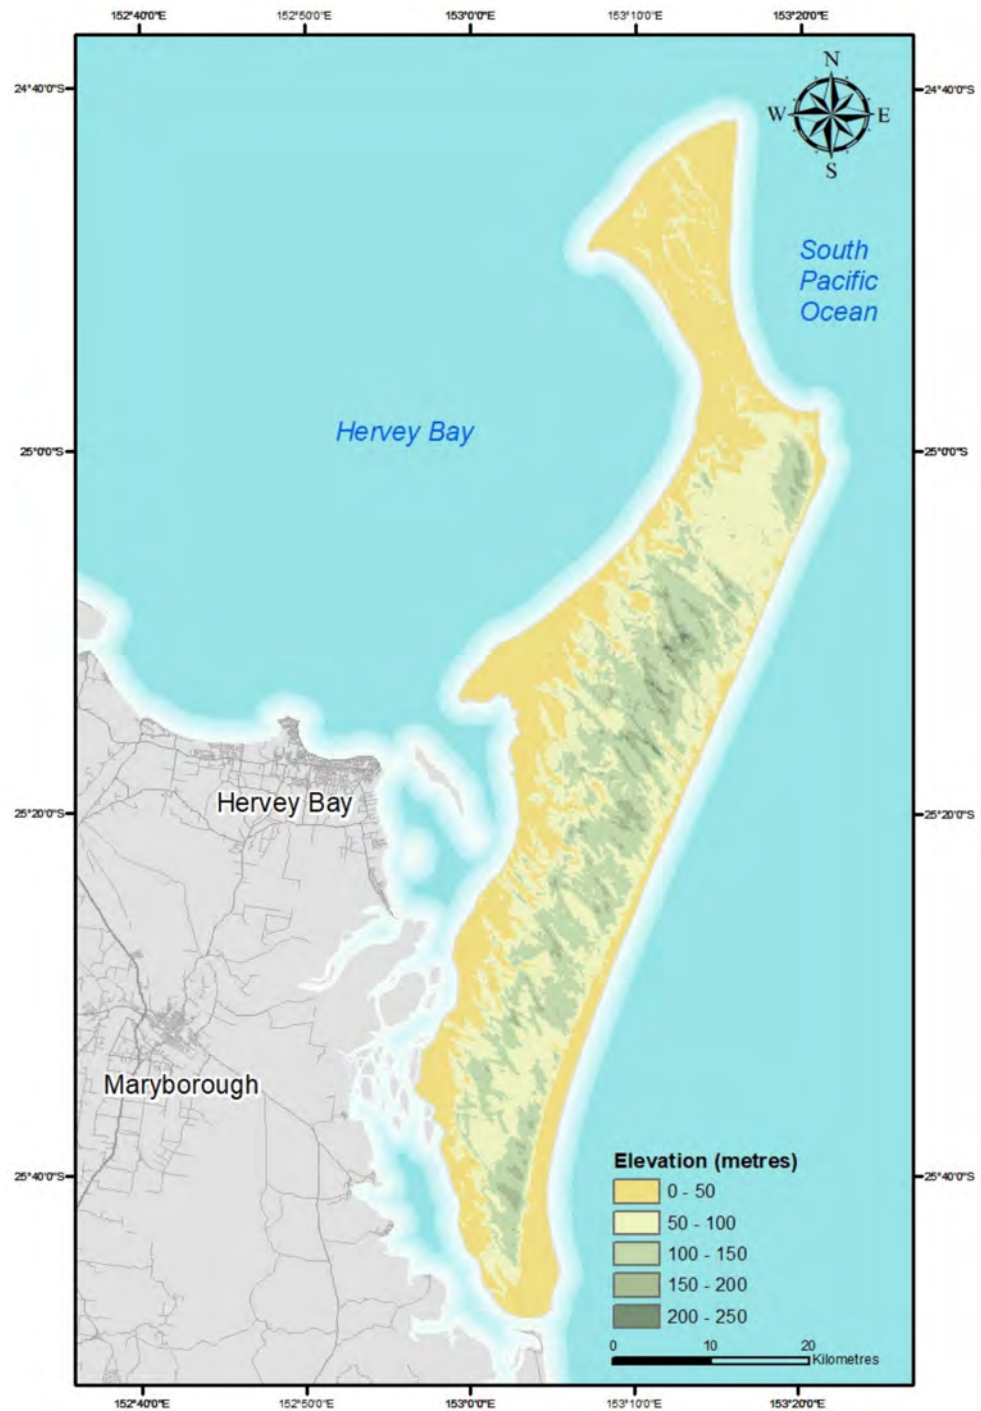 152°40'0"E 152°50'0"E 153°0'0"E 153°10'0"E 153°20'0"E
24°40'0"S 24°40'0"S
N
W E
S
South
Pacific
Ocean
Hervey Bay
25°0'0"S 25°0'0"S
Hervey Bay
25°20'0"S 25°20'0"S
Maryborough
25°40'0"S 25°40'0"S
Elevation (metres)
0 - 50
50 - 100
100 - 150
150 - 200
200 - 250
0 10 20
Kilometres
152°40'0"E 152°50'0"E 153°0'0"E 153°10'0"E 153°20'0"E